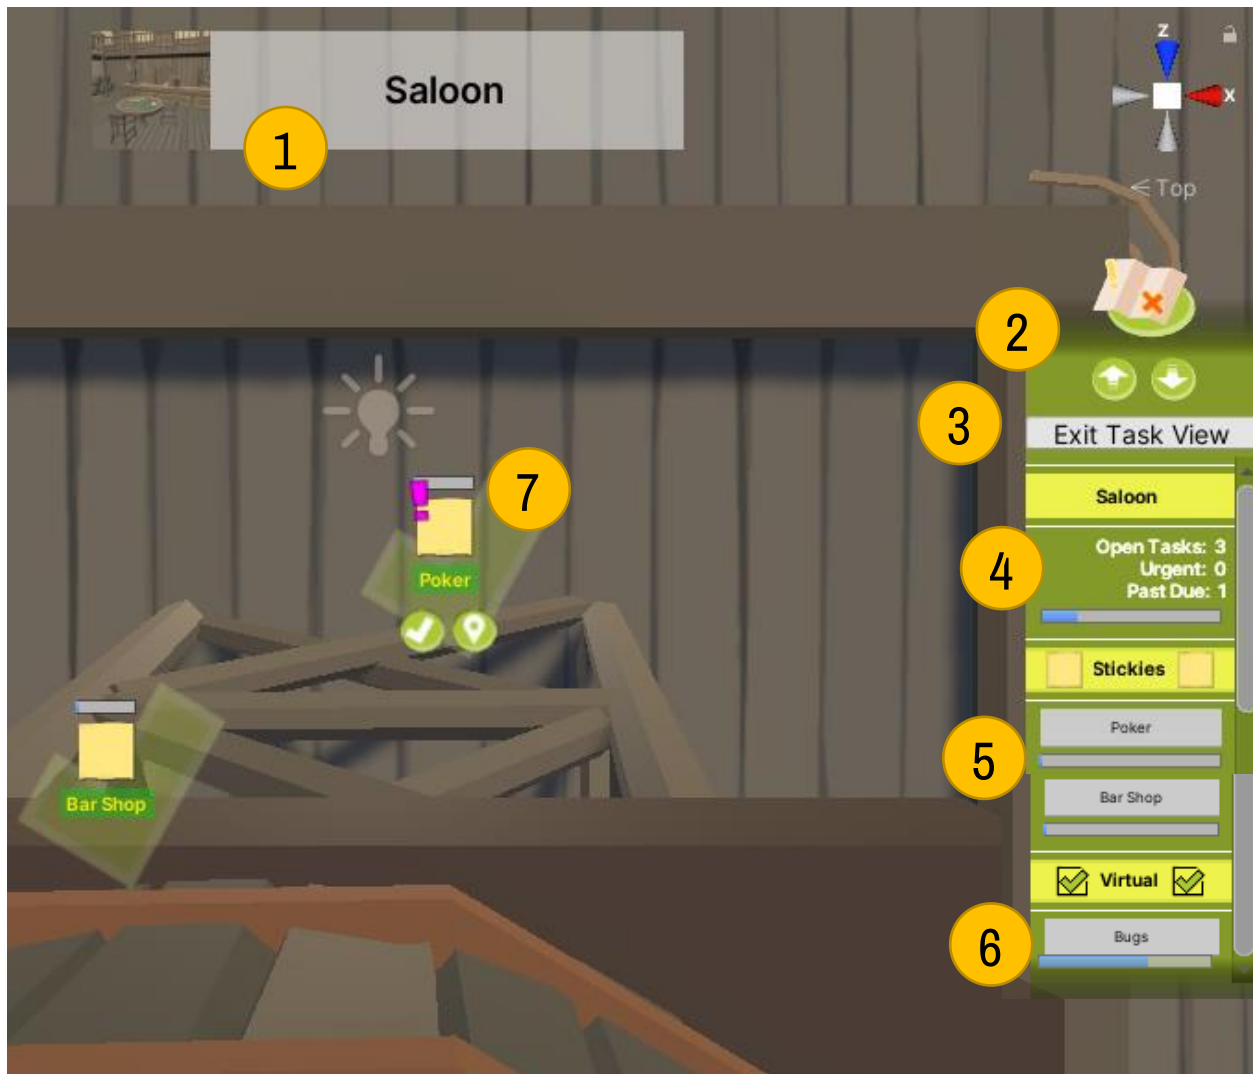 Saloon
1
Z
X
< Top
2
3
Exit Task View
7
Saloon
4
Open Tasks: 3
Urgent: 0
Past Due: 1
Poker
Stickies
5
Poker
Bar Shop
Bar Shop
Virtual
6
Bugs